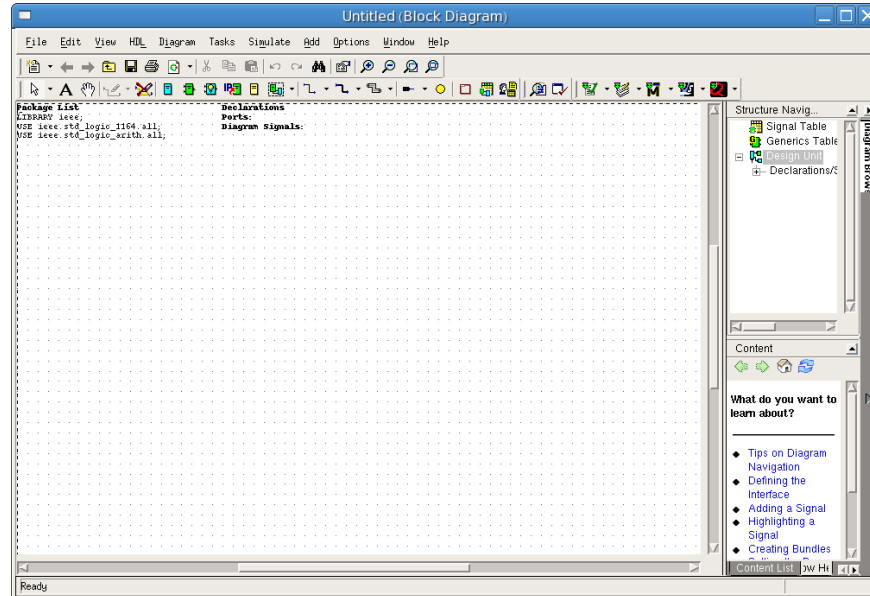 Untitled (Block Diagram)
File Edit View HDL Diagram Tasks Simulate Add Options Window Help
Package List
LIBRARY ieee;
USE ieee.std_logic_1164.all;
USE ieee.std_logic_arith.all;
Declarations
Ports:
Diagram Signals:
Structure Navig...
Signal Table
Generics Table
Design Unit
Declarations/S
Diagram Brows
Content
What do you want to
learn about?
Tips on Diagram
Navigation
Defining the
Interface
Adding a Signal
Highlighting a
Signal
Creating Bundles
Content List
Ready